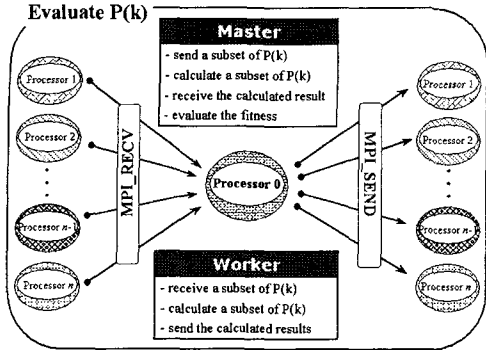 Evaluate P(k)
Master
- send a subset of P(k)
- calculate a subset of P(k)
- receive the calculated result
- evaluate the fitness
Processor 1
Processor 2
Processor n-1
Processor n
MPI_RECV
Processor 0
MPI_SEND
Processor 1
Processor 2
Processor n-
Processor n
Worker
- receive a subset of P(k)
- calculate a subset of P(k)
- send the calculated results